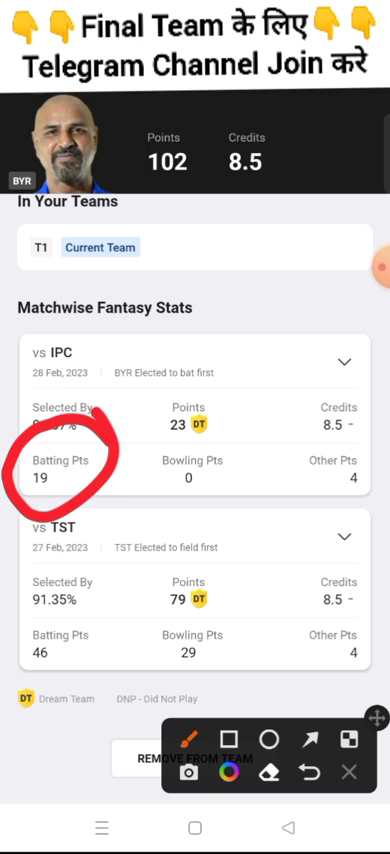 👇👇Final Team के लिए👇👇
Telegram Channel Join करे
Points Credits
102 8.5
BYR
In Your Teams
T1 Current Team
Matchwise Fantasy Stats
vs IPC
28 Feb, 2023 | BYR Elected to bat first
Selected By Points Credits
23 DT 8.5 -
Batting Pts Bowling Pts Other Pts
19 0 4
vs TST
27 Feb, 2023 | TST Elected to field first
Selected By Points Credits
91.35% 79 DT 8.5 -
Batting Pts Bowling Pts Other Pts
46 29 4
DT Dream Team DNP - Did Not Play
REMOVE FROM TEAM